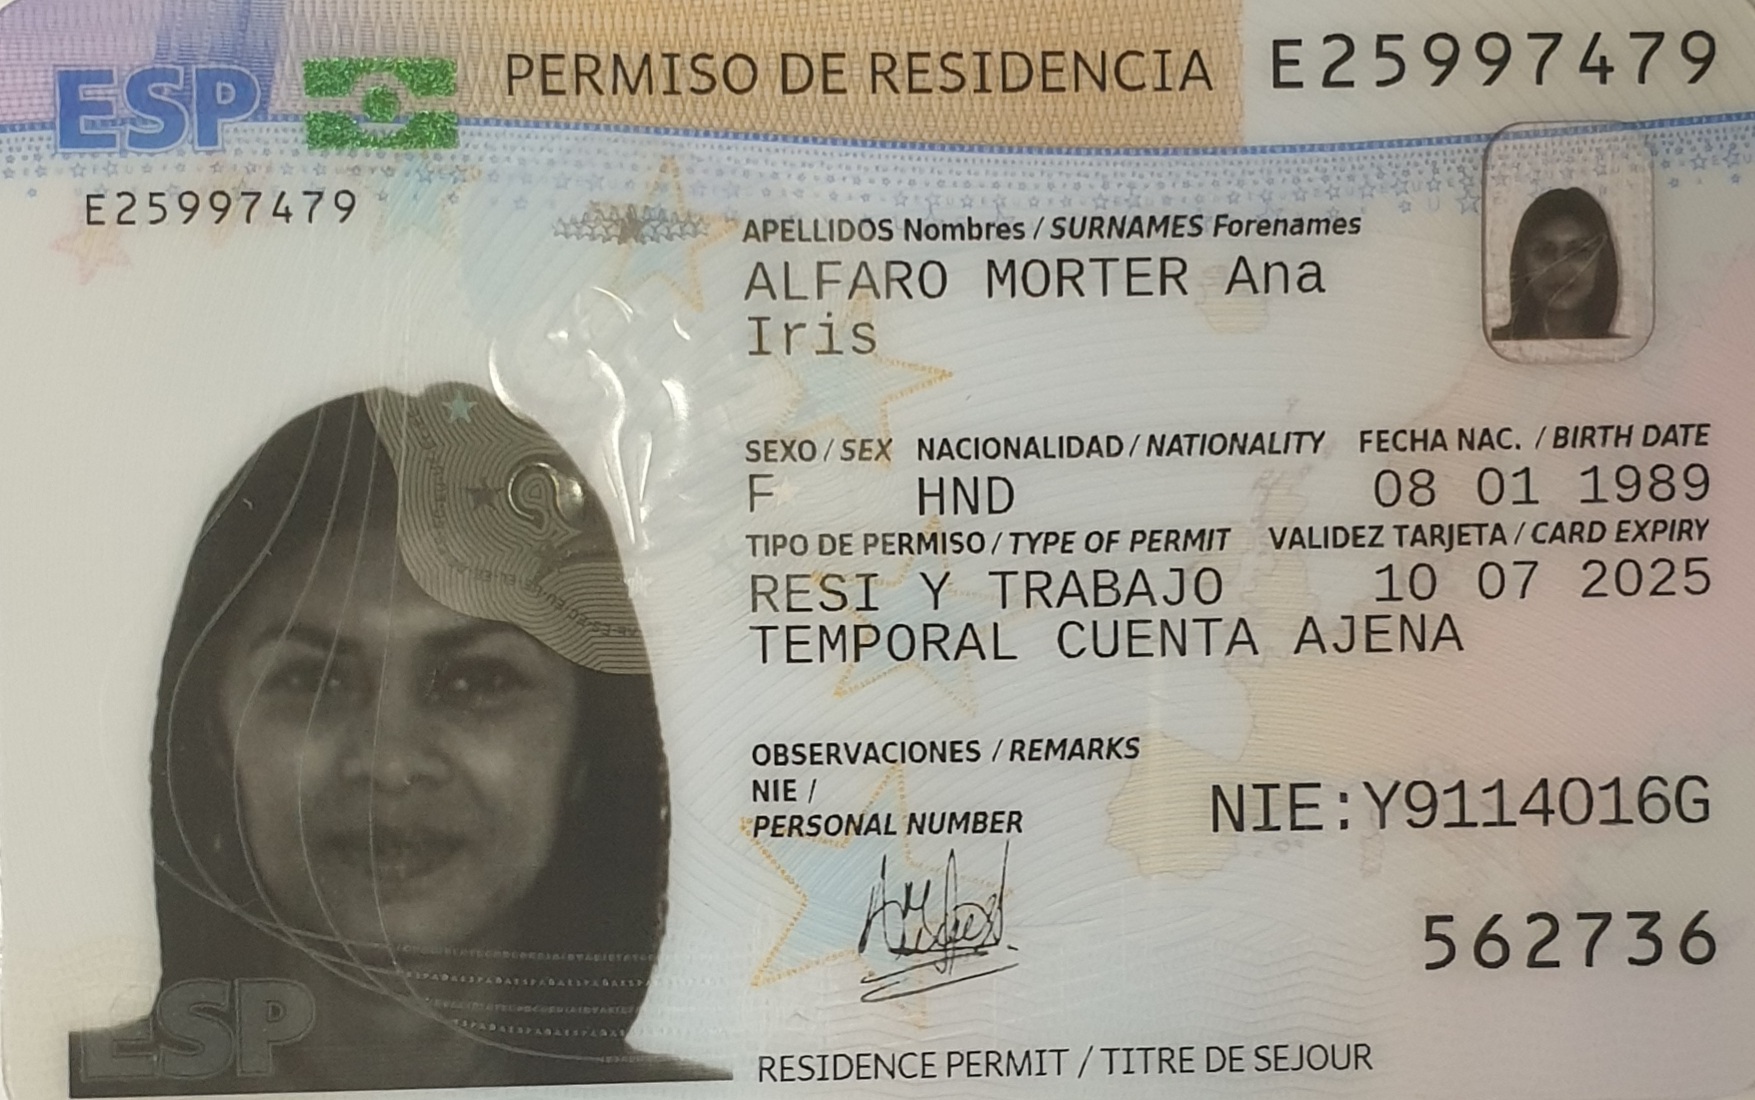 ESP
PERMISO DE RESIDENCIA
E25997479
E25997479
APELLIDOS Nombres / SURNAMES Forenames
ALFARO MORTER Ana
Iris
SEXO / SEX NACIONALIDAD / NATIONALITY FECHA NAC. / BIRTH DATE
F HND 08 01 1989
TIPO DE PERMISO / TYPE OF PERMIT VALIDEZ TARJETA / CARD EXPIRY
RESI Y TRABAJO 10 07 2025
TEMPORAL CUENTA AJENA
OBSERVACIONES / REMARKS
NIE /
PERSONAL NUMBER
NIE:Y9114016G
562736
ESP
RESIDENCE PERMIT / TITRE DE SEJOUR